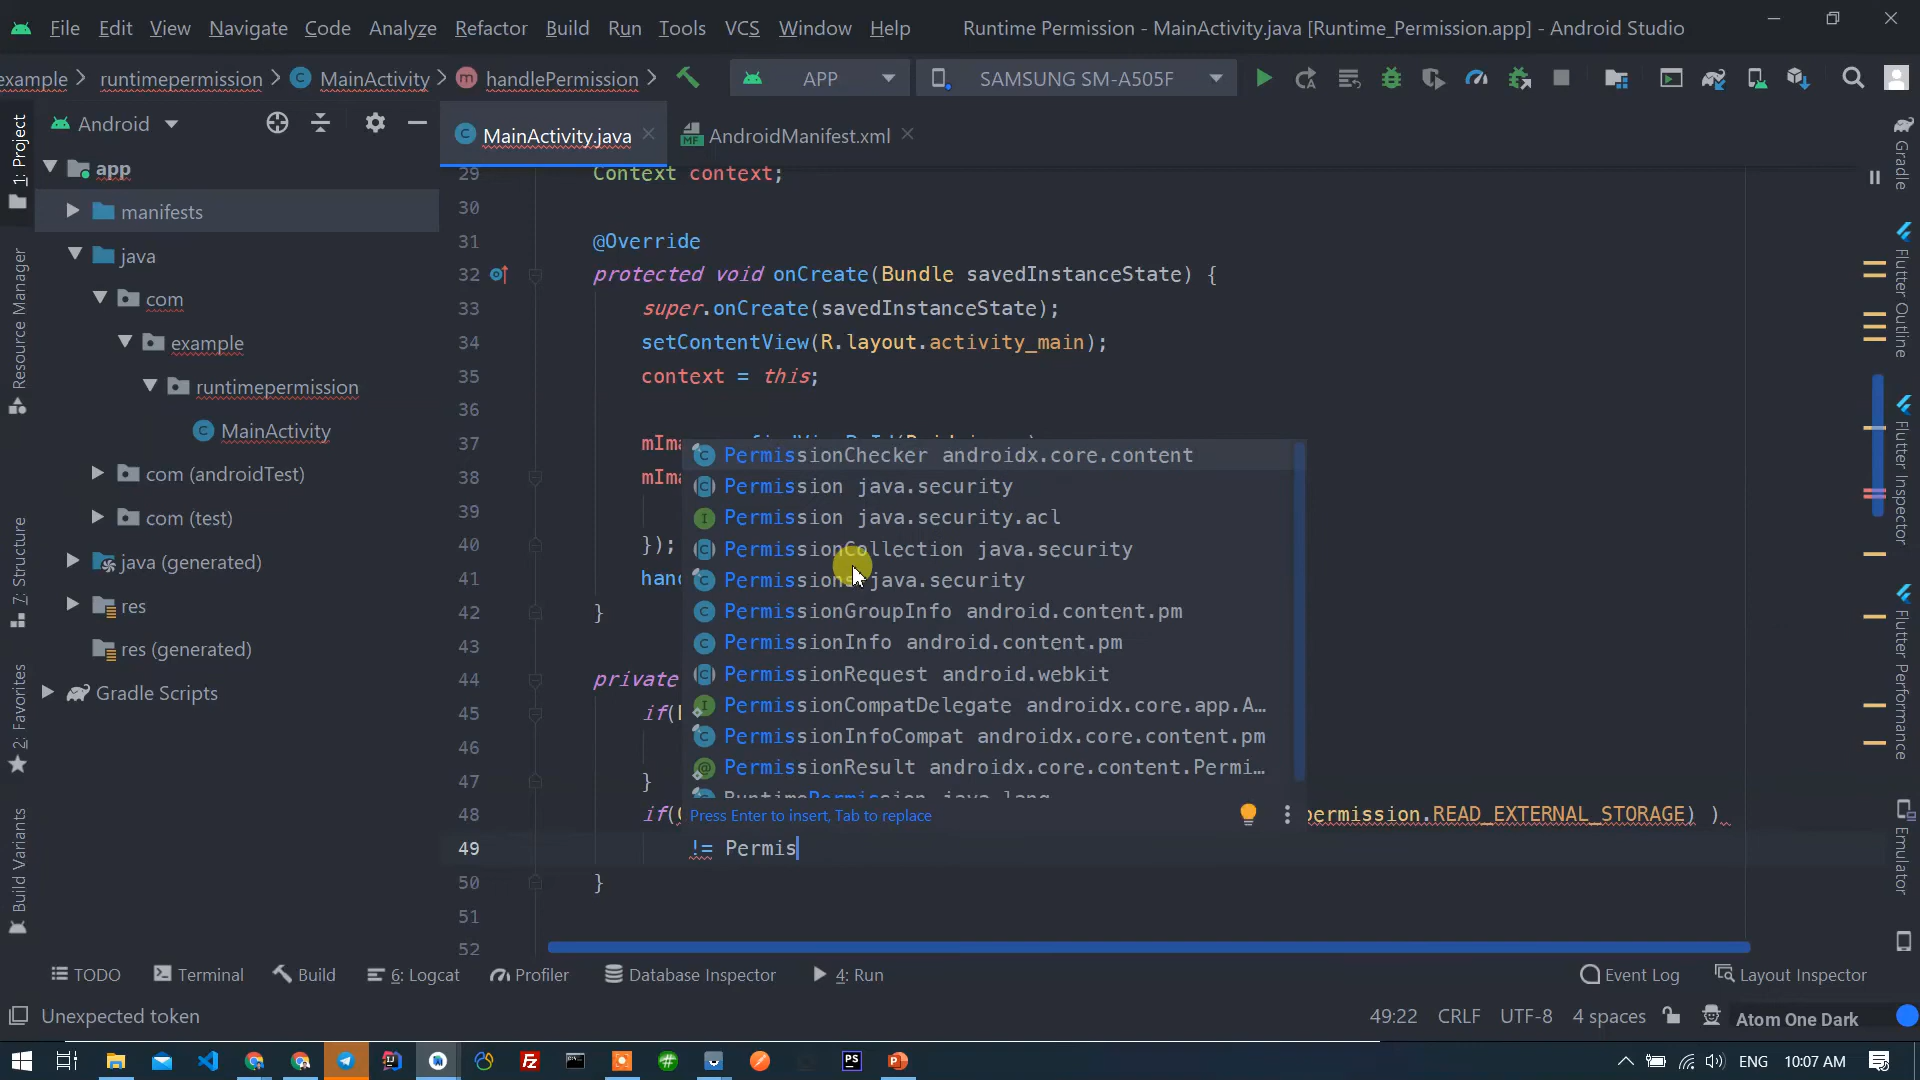 File Edit View Navigate Code Analyze Refactor Build Run Tools VCS Window Help Runtime Permission - MainActivity.java [Runtime_Permission.app] - Android Studio
example runtimepermission MainActivity handlePermission APP SAMSUNG SM-A505F
Android
MainActivity.java AndroidManifest.xml
app
manifests
java
com
example
runtimepermission
MainActivity
com (androidTest)
com (test)
java (generated)
res
res (generated)
Gradle Scripts
1: Project
Resource Manager
7: Structure
2: Favorites
Build Variants
29 Context context;
30
31 @Override
32 protected void onCreate(Bundle savedInstanceState) {
33 super.onCreate(savedInstanceState);
34 setContentView(R.layout.activity_main);
35 context = this;
36
37 mIma
38 mIma
39
40 });
41 hand
42 }
43
44 private
45 if(
46
47 }
48 if( permission.READ_EXTERNAL_STORAGE) )
49 != Permis
50 }
51
52
PermissionChecker androidx.core.content
Permission java.security
Permission java.security.acl
PermissionCollection java.security
Permissions java.security
PermissionGroupInfo android.content.pm
PermissionInfo android.content.pm
PermissionRequest android.webkit
PermissionCompatDelegate androidx.core.app.A…
PermissionInfoCompat androidx.core.content.pm
PermissionResult androidx.core.content.Permi…
RuntimePermission java.lang
Press Enter to insert, Tab to replace
Gradle
Flutter Outline
Flutter Inspector
Flutter Performance
Emulator
TODO Terminal Build 6: Logcat Profiler Database Inspector 4: Run Event Log Layout Inspector
Unexpected token 49:22 CRLF UTF-8 4 spaces Atom One Dark
ENG 10:07 AM